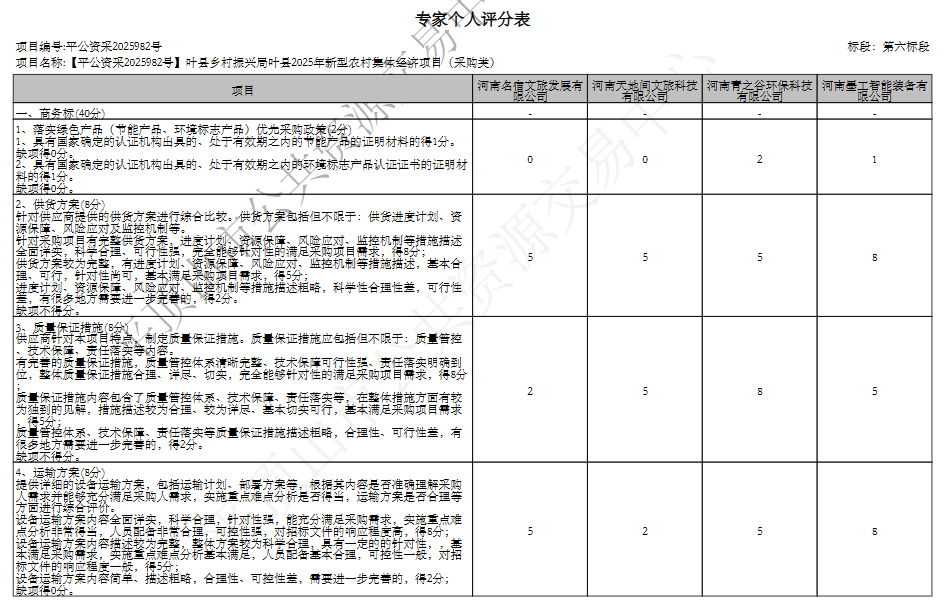 专家个人评分表
项目编号:平公资采2025982号
标段：第六标段
项目名称:【平公资采2025982号】叶县乡村振兴局叶县2025年新型农村集体经济项目（采购类）
项目
河南名宿文旅发展有
限公司
河南天地间文旅科技
有限公司
河南青之谷环保科技
有限公司
河南墨工智能装备有
限公司
一、商务标(40分)
-
-
-
-
1、落实绿色产品（节能产品、环境标志产品）优先采购政策(2分)
1、具有国家确定的认证机构出具的、处于有效期之内的节能产品的证明材料的得1分。
缺项得0分。
2、具有国家确定的认证机构出具的、处于有效期之内的环境标志产品认证证书的证明材
料的得1分。
缺项得0分。
0
0
2
1
2、供货方案(8分)
针对供应商提供的供货方案进行综合比较。供货方案包括但不限于：供货进度计划、资
源保障、风险应对及监控机制等。
针对采购项目有完整供货方案，进度计划、资源保障、风险应对、监控机制等措施描述
全面详实，科学合理、可行性强，完全能够针对性的满足采购项目需求，得8分；
供货方案较为完整，有进度计划、资源保障、风险应对、监控机制等措施描述，基本合
理、可行，针对性尚可，基本满足采购项目需求，得5分；
进度计划、资源保障、风险应对、监控机制等措施描述粗略，科学性合理性差，可行性
差，有很多地方需要进一步完善的，得2分。
缺项不得分。
5
5
5
8
3、质量保证措施(8分)
供应商针对本项目特点，制定质量保证措施。质量保证措施应包括但不限于：质量管控
、技术保障、责任落实等内容。
有完善的质量保证措施，质量管控体系清晰完整、技术保障可行性强、责任落实明确到
位，整体质量保证措施合理、详尽、切实，完全能够针对性的满足采购项目需求，得8分
；
质量保证措施内容包含了质量管控体系、技术保障、责任落实等，在整体措施方面有较
为独到的见解，措施描述较为合理、较为详尽、基本切实可行，基本满足采购项目需求
，得5分；
质量管控体系、技术保障、责任落实等质量保证措施描述粗略，合理性、可行性差，有
很多地方需要进一步完善的，得2分。
缺项不得分。
2
5
8
5
4、运输方案(8分)
提供详细的设备运输方案，包括运输计划、部署方案等，根据其内容是否准确理解采购
人需求并能够充分满足采购人需求，实施重点难点分析是否得当，运输方案是否合理等
方面进行综合评价。
设备运输方案内容全面详实，科学合理，针对性强，能充分满足采购需求，实施重点难
点分析非常得当，人员配备非常合理，可控性强，对招标文件的响应程度高，得8分；
设备运输方案内容描述较为完整，整体方案较为科学合理，具有一定的的针对性，，基
本满足采购需求，实施重点难点分析基本满足，人员配备基本合理，可控性一般，对招
标文件的响应程度一般，得5分；
设备运输方案内容简单、描述粗略，合理性、可控性差，需要进一步完善的，得2分；
缺项得0分。
5
2
5
8